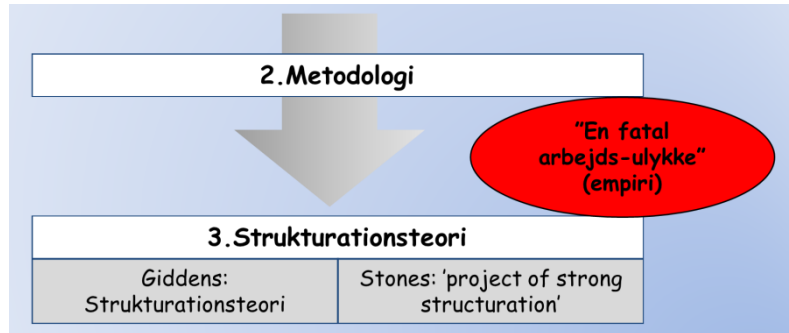 2.Metodologi
"En fatal
arbejds-ulykke"
(empiri)
3.Strukturationsteori
Giddens:
Strukturationsteori
Stones: 'project of strong
structuration'